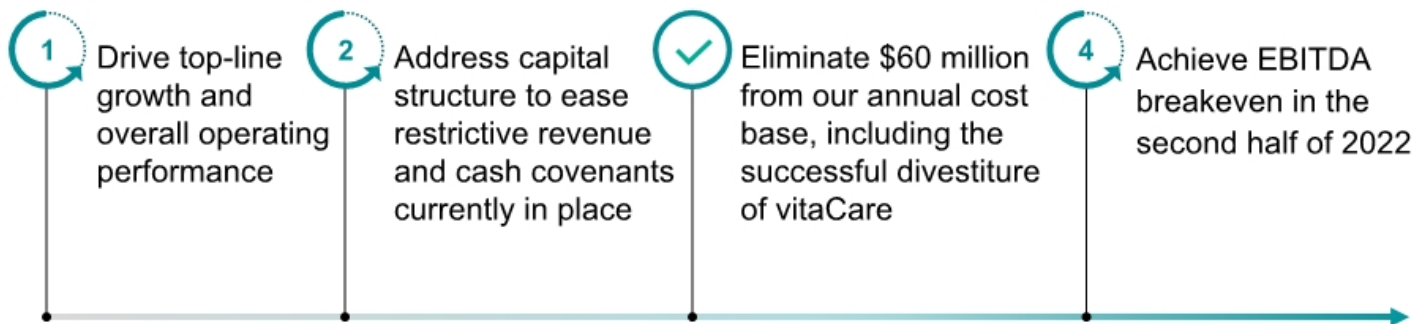 1
Drive top-line
growth and
overall operating
performance
2
Address capital
structure to ease
restrictive revenue
and cash covenants
currently in place
Eliminate $60 million
from our annual cost
base, including the
successful divestiture
of vitaCare
4
Achieve EBITDA
breakeven in the
second half of 2022